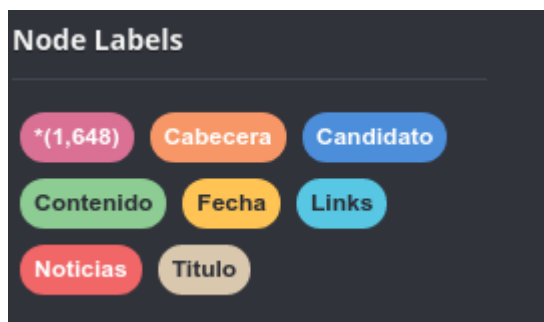 Node Labels
*(1,648) Cabecera Candidato
Contenido Fecha Links
Noticias Titulo